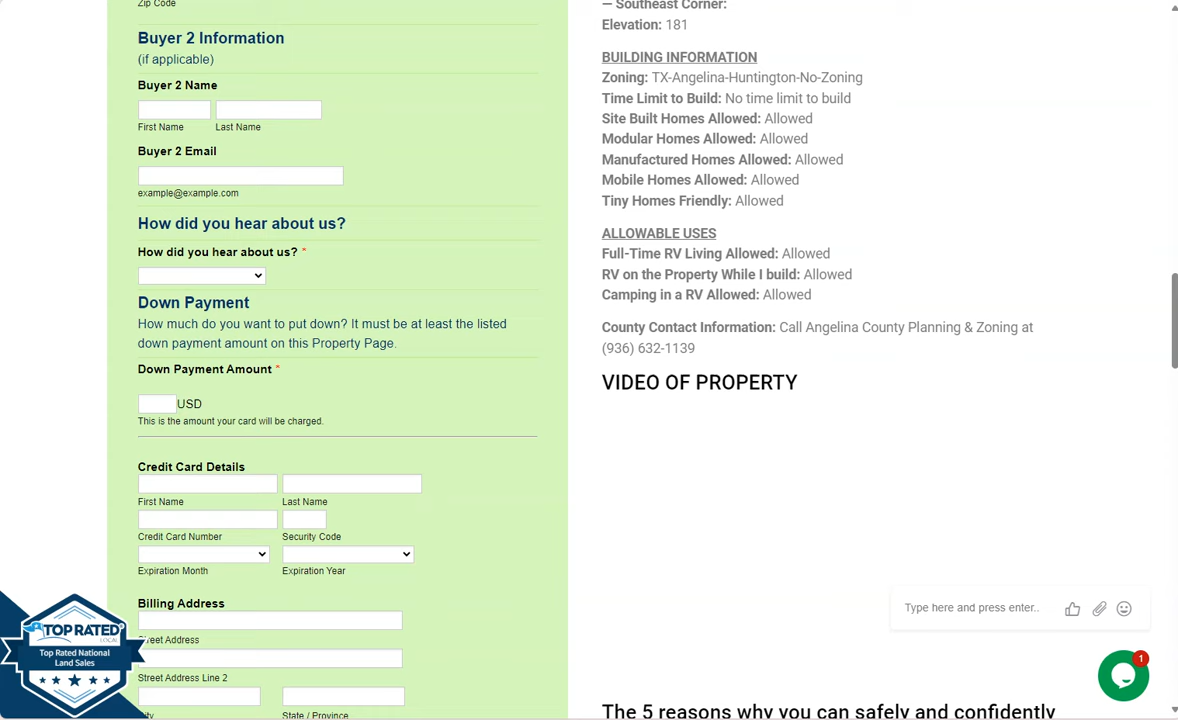 Zip Code
Buyer 2 Information
(if applicable)
Buyer 2 Name
First Name
Last Name
Buyer 2 Email
example@example.com
How did you hear about us?
How did you hear about us? *
Down Payment
How much do you want to put down? It must be at least the listed
down payment amount on this Property Page.
Down Payment Amount *
USD
This is the amount your card will be charged.
Credit Card Details
First Name
Last Name
Credit Card Number
Security Code
Expiration Month
Expiration Year
Billing Address
Street Address
Street Address Line 2
City
State / Province
TOP RATED
LOCAL
Top Rated National
Land Sales
— Southeast Corner:
Elevation: 181
BUILDING INFORMATION
Zoning: TX-Angelina-Huntington-No-Zoning
Time Limit to Build: No time limit to build
Site Built Homes Allowed: Allowed
Modular Homes Allowed: Allowed
Manufactured Homes Allowed: Allowed
Mobile Homes Allowed: Allowed
Tiny Homes Friendly: Allowed
ALLOWABLE USES
Full-Time RV Living Allowed: Allowed
RV on the Property While I build: Allowed
Camping in a RV Allowed: Allowed
County Contact Information: Call Angelina County Planning & Zoning at
(936) 632-1139
VIDEO OF PROPERTY
Type here and press enter..
1
The 5 reasons why you can safely and confidently